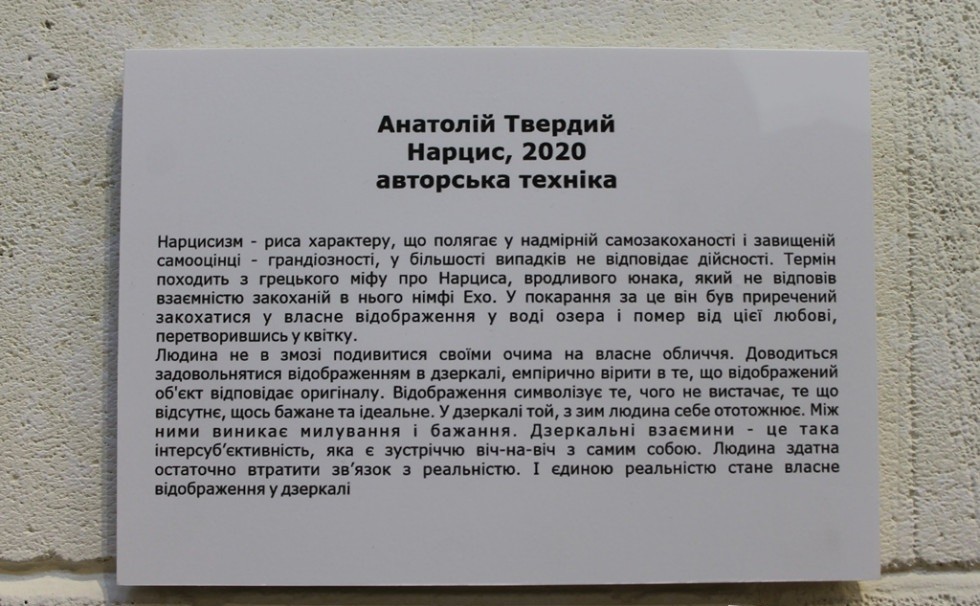 Анатолій Твердий
Нарцис, 2020
авторська техніка
Нарцисизм - риса характеру, що полягає у надмірній самозакоханості і завищеній
самооцінці - грандіозності, у більшості випадків не відповідає дійсності. Термін
походить з грецького міфу про Нарциса, вродливого юнака, який не відповів
взаємністю закоханій в нього німфі Ехо. У покарання за це він був приречений
закохатися у власне відображення у воді озера і помер від цієї любові,
перетворившись у квітку.
Людина не в змозі подивитися своїми очима на власне обличчя. Доводиться
задовольнятися відображенням в дзеркалі, емпірично вірити в те, що відображений
об'єкт відповідає оригіналу. Відображення символізує те, чого не вистачає, те що
відсутнє, щось бажане та ідеальне. У дзеркалі той, з зим людина себе ототожнює. Між
ними виникає милування і бажання. Дзеркальні взаємини - це така
інтерсуб’єктивність, яка є зустріччю віч-на-віч з самим собою. Людина здатна
остаточно втратити зв’язок з реальністю. І єдиною реальністю стане власне
відображення у дзеркалі